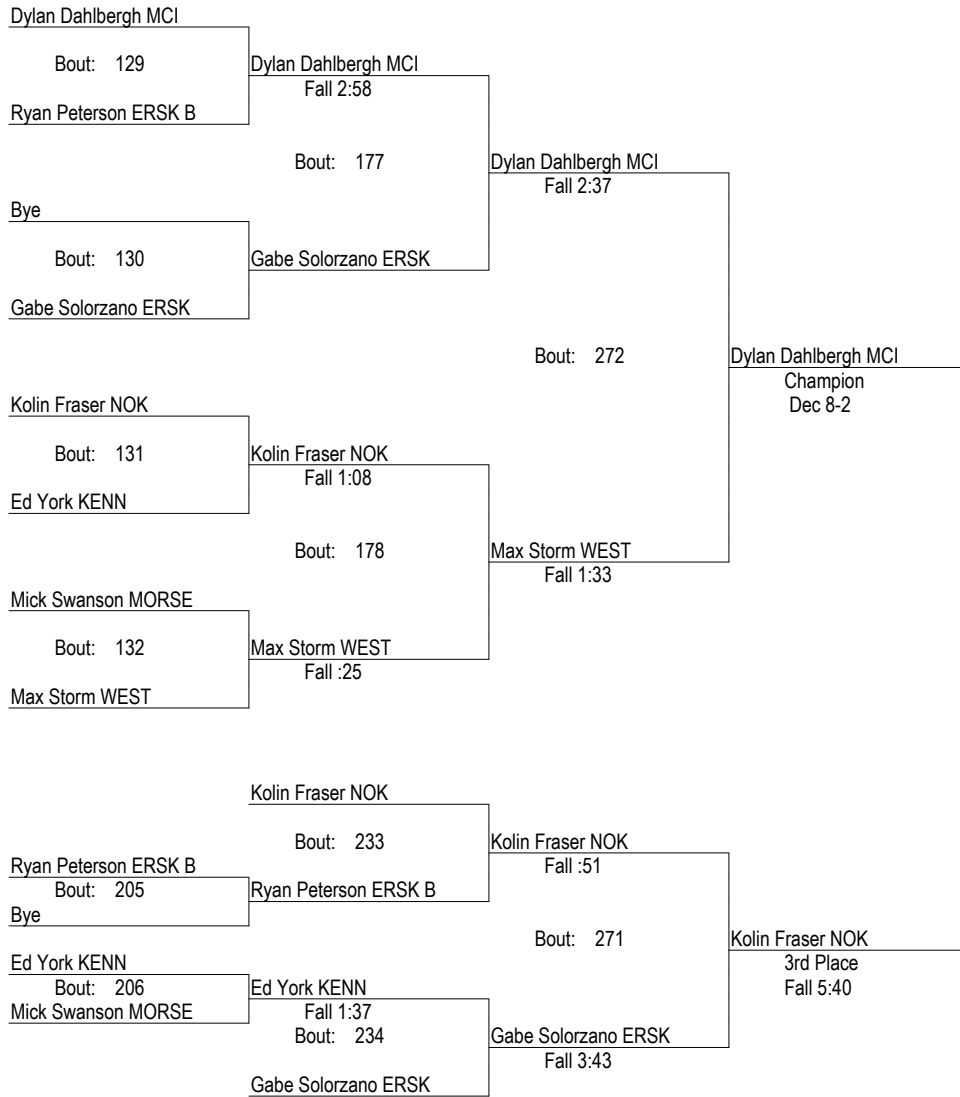 Dylan Dahlbergh MCI
Bout: 129
Dylan Dahlbergh MCI
Fall 2:58
Ryan Peterson ERSK B
Bout: 177
Dylan Dahlbergh MCI
Fall 2:37
Bye
Bout: 130
Gabe Solorzano ERSK
Gabe Solorzano ERSK
Bout: 272
Dylan Dahlbergh MCI
Champion
Dec 8-2
Kolin Fraser NOK
Bout: 131
Kolin Fraser NOK
Fall 1:08
Ed York KENN
Bout: 178
Max Storm WEST
Fall 1:33
Mick Swanson MORSE
Bout: 132
Max Storm WEST
Fall :25
Max Storm WEST
Kolin Fraser NOK
Bout: 233
Kolin Fraser NOK
Fall :51
Ryan Peterson ERSK B
Bout: 205
Ryan Peterson ERSK B
Bye
Bout: 271
Kolin Fraser NOK
3rd Place
Fall 5:40
Ed York KENN
Bout: 206
Ed York KENN
Fall 1:37
Mick Swanson MORSE
Bout: 234
Gabe Solorzano ERSK
Fall 3:43
Gabe Solorzano ERSK